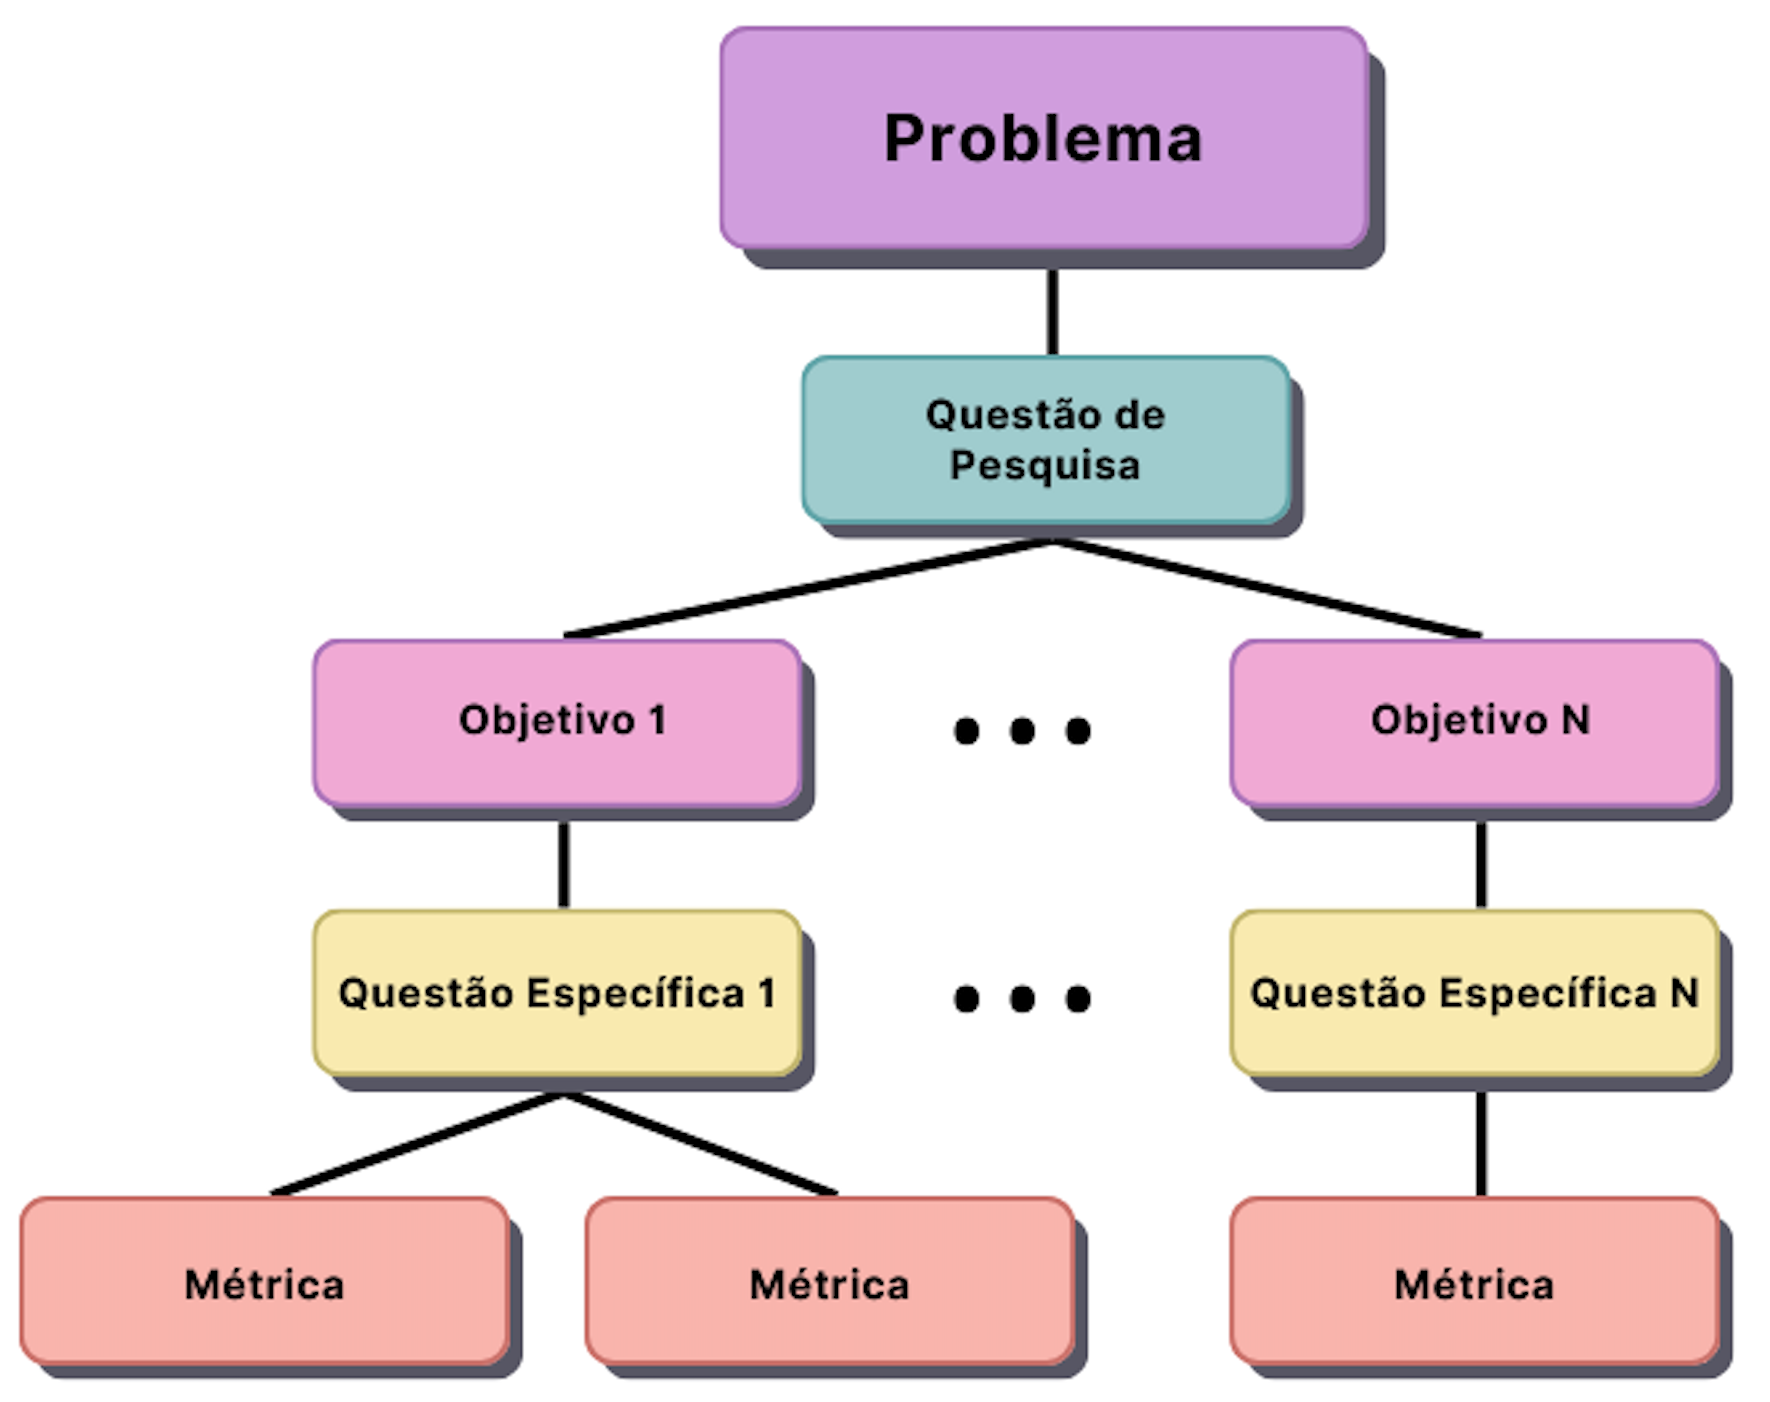 Problema
Questão de
Pesquisa
Objetivo 1
Objetivo N
Questão Específica 1
Questão Específica N
Métrica
Métrica
Métrica